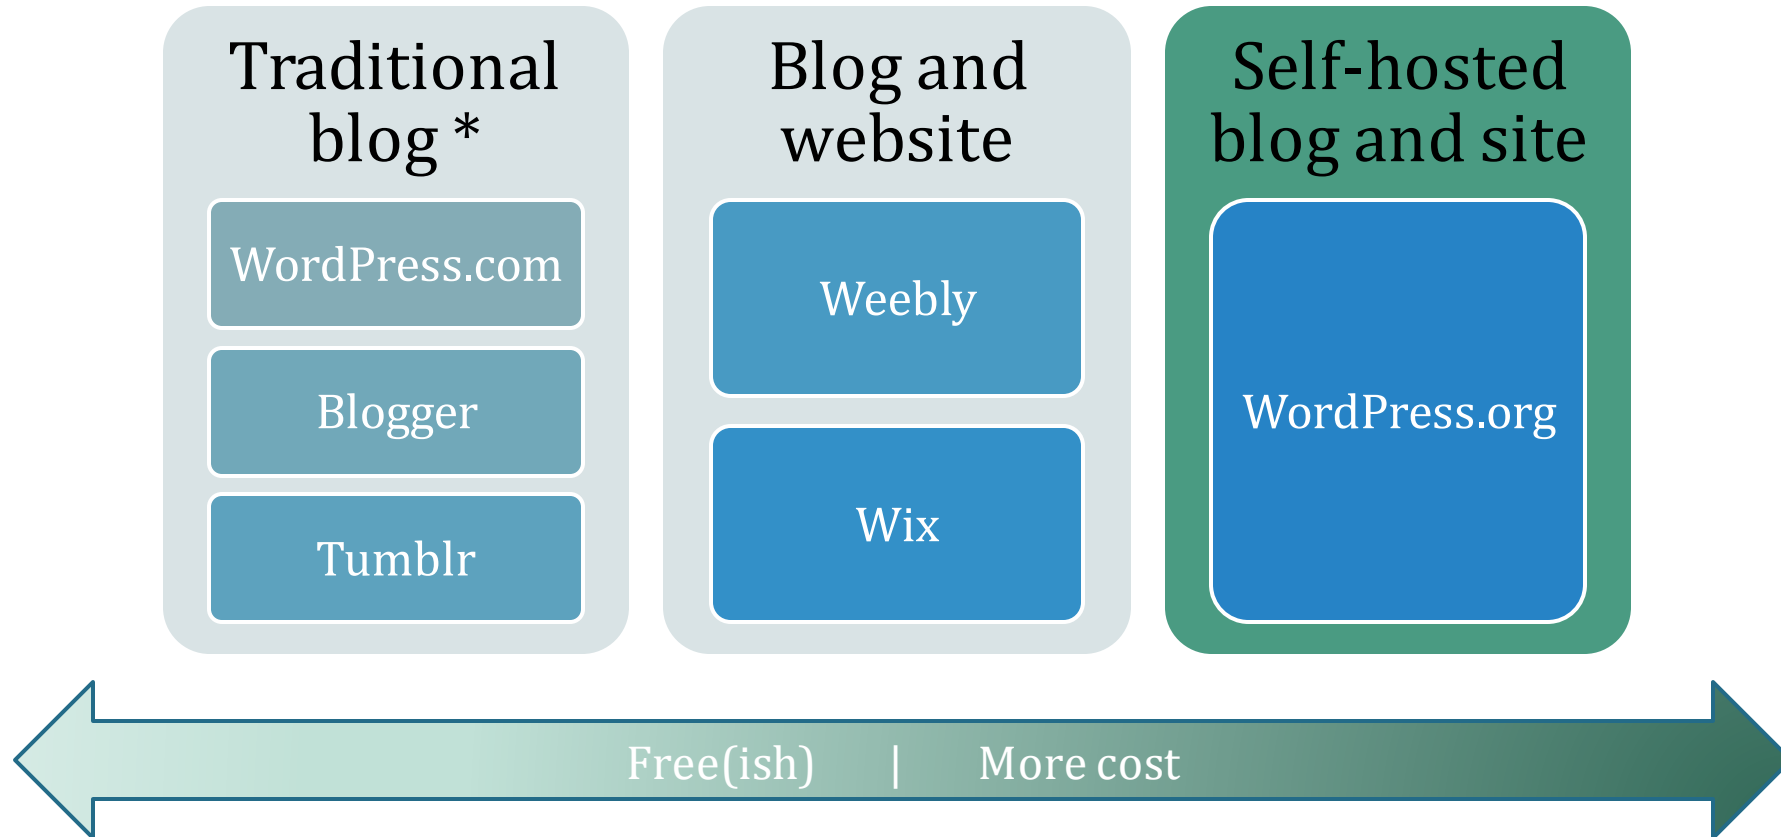 Traditional
blog *
WordPress.com
Blogger
Tumblr
Blog and
website
Weebly
Wix
Self-hosted
blog and site
WordPress.org
Free(ish) | More cost